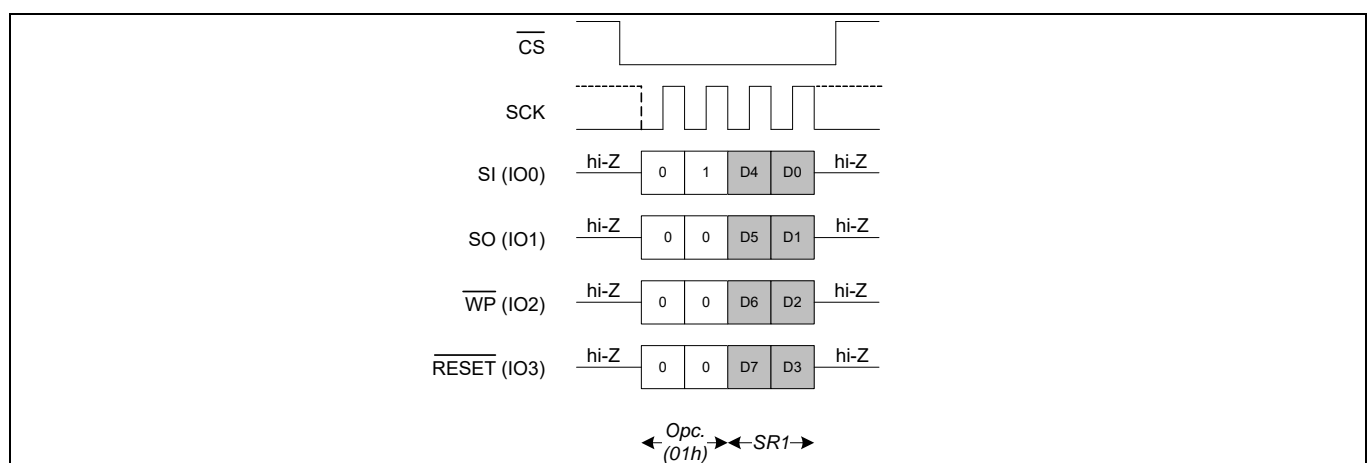 CS
SCK
SI (IO0) hi-Z 0 1 D4 D0 hi-Z
SO (IO1) hi-Z 0 0 D5 D1 hi-Z
WP (IO2) hi-Z 0 0 D6 D2 hi-Z
RESET (IO3) hi-Z 0 0 D7 D3 hi-Z
Opc. SR1
(01h)